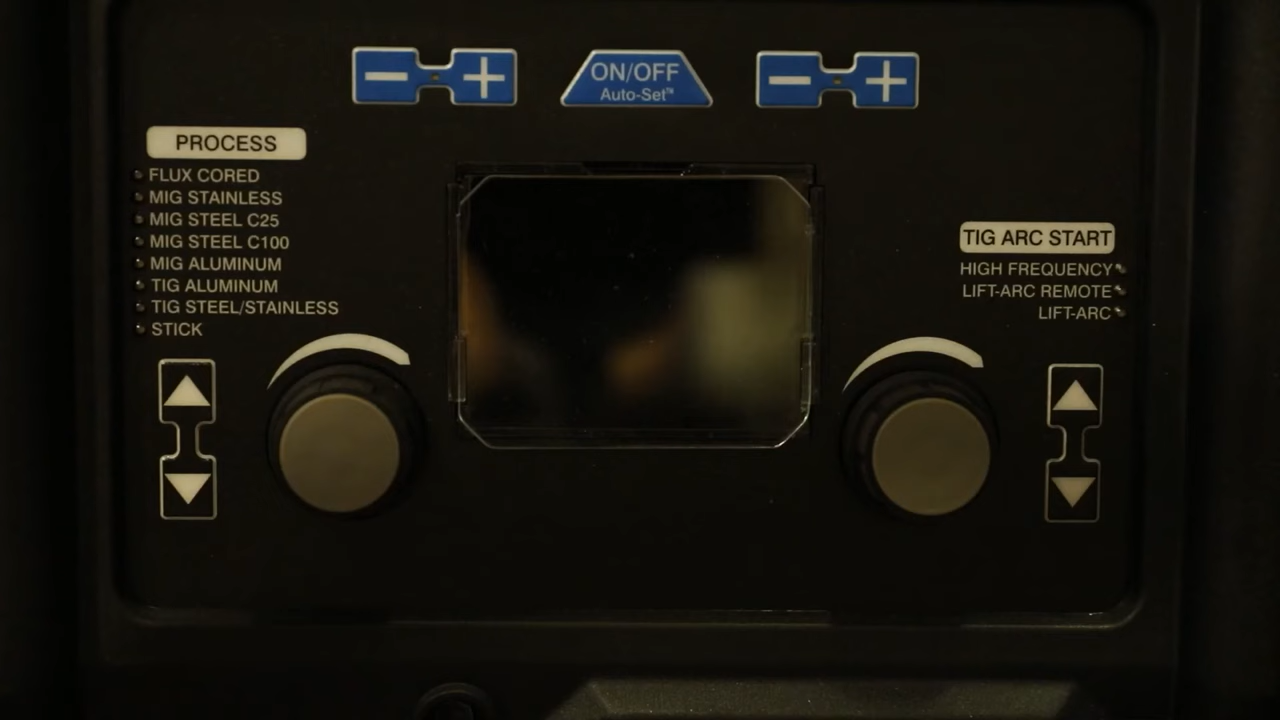 − +
ON/OFF
Auto-Set™
− +
PROCESS
FLUX CORED
MIG STAINLESS
MIG STEEL C25
MIG STEEL C100
MIG ALUMINUM
TIG ALUMINUM
TIG STEEL/STAINLESS
STICK
TIG ARC START
HIGH FREQUENCY
LIFT-ARC REMOTE
LIFT-ARC